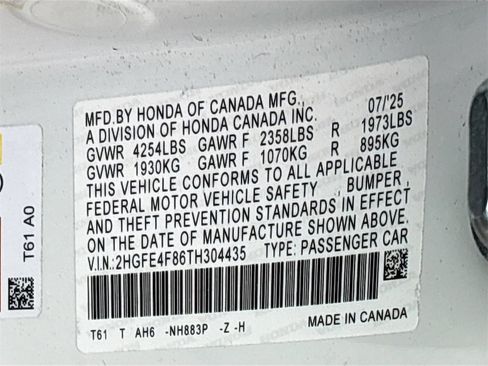 MFD.BY HONDA OF CANADA MFG., 07/'25
A DIVISION OF HONDA CANADA INC.
GVWR 4254LBS GAWR F 2358LBS R 1973LBS
GVWR 1930KG GAWR F 1070KG R 895KG
THIS VEHICLE CONFORMS TO ALL APPLICABLE
FEDERAL MOTOR VEHICLE SAFETY , BUMPER ,
AND THEFT PREVENTION STANDARDS IN EFFECT
ON THE DATE OF MANUFACTURE SHOWN ABOVE.
V.I.N.:2HGFE4F86TH304435 TYPE: PASSENGER CAR
T61 T AH6 -NH883P -Z -H
MADE IN CANADA
T61 A0